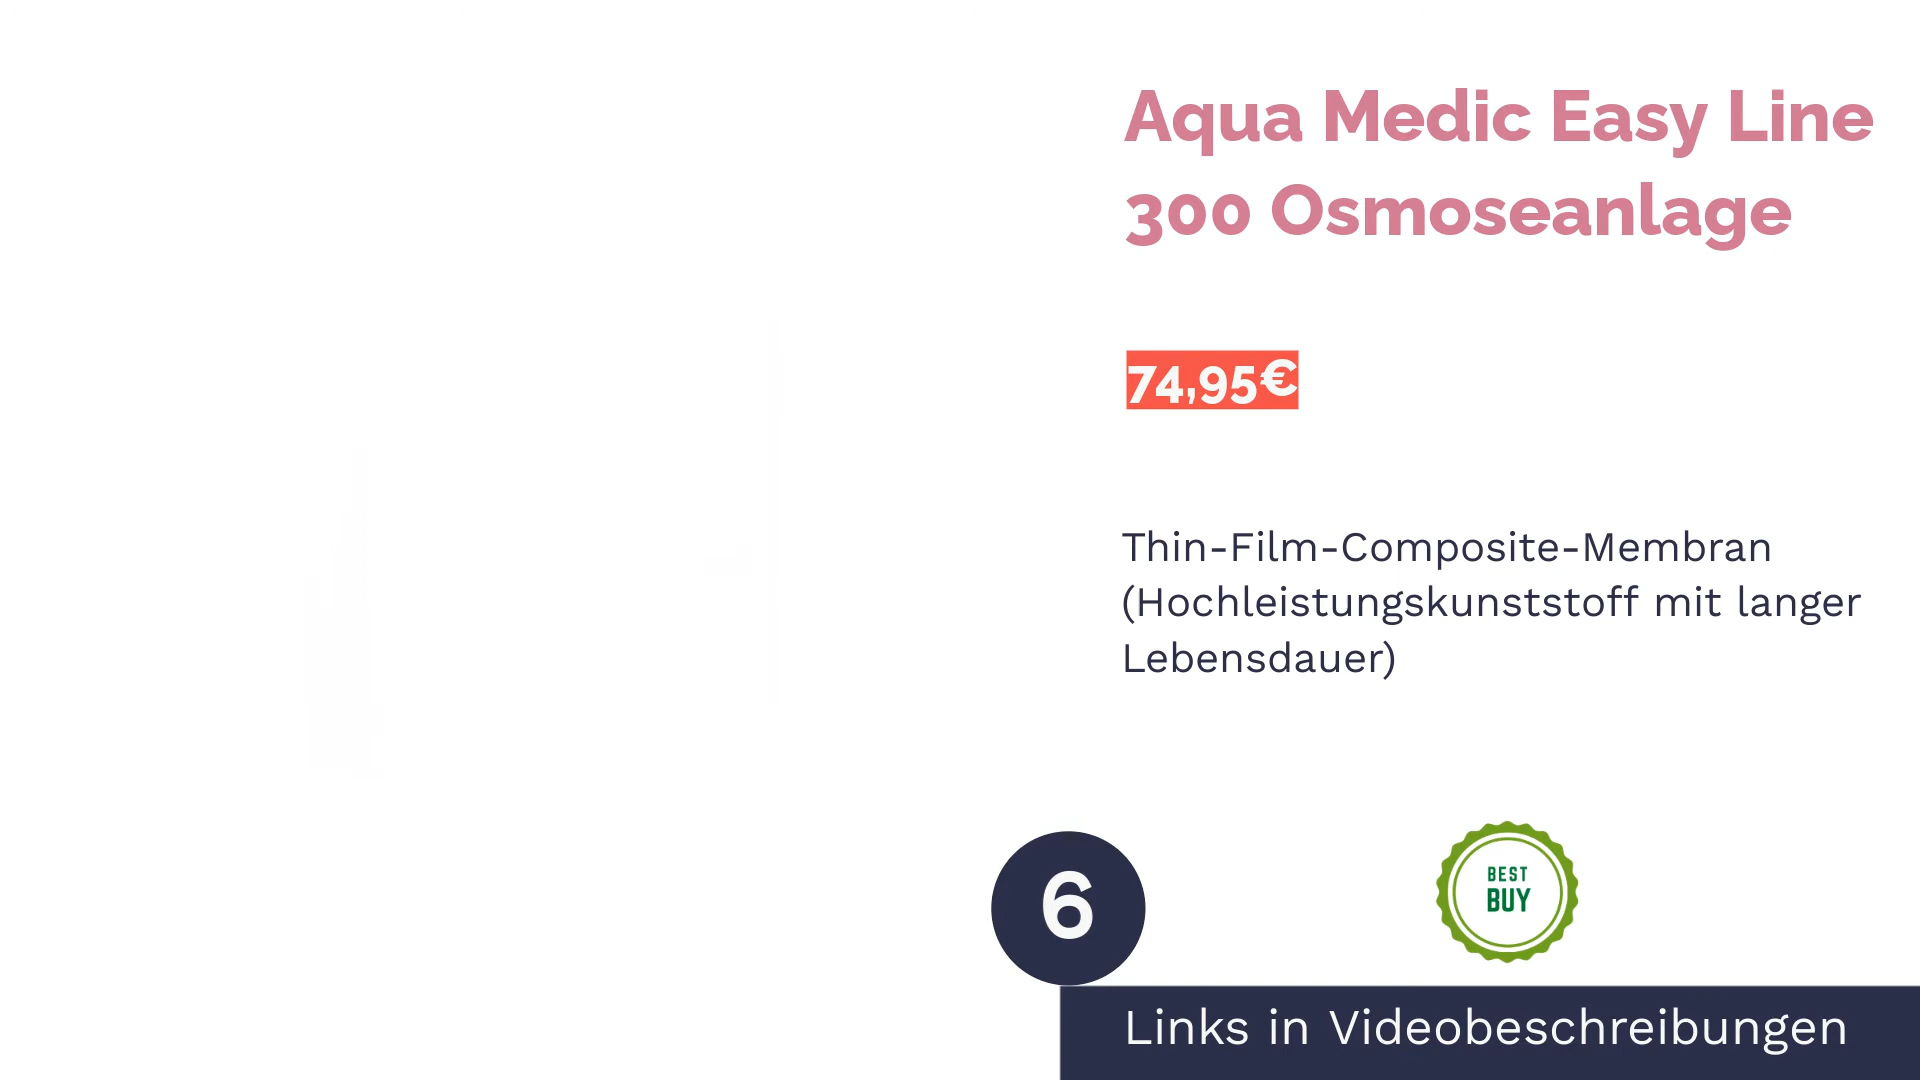 Aqua Medic Easy Line
300 Osmoseanlage
74,95€
Thin-Film-Composite-Membran
(Hochleistungskunststoff mit langer
Lebensdauer)
6
BEST
BUY
Links in Videobeschreibungen